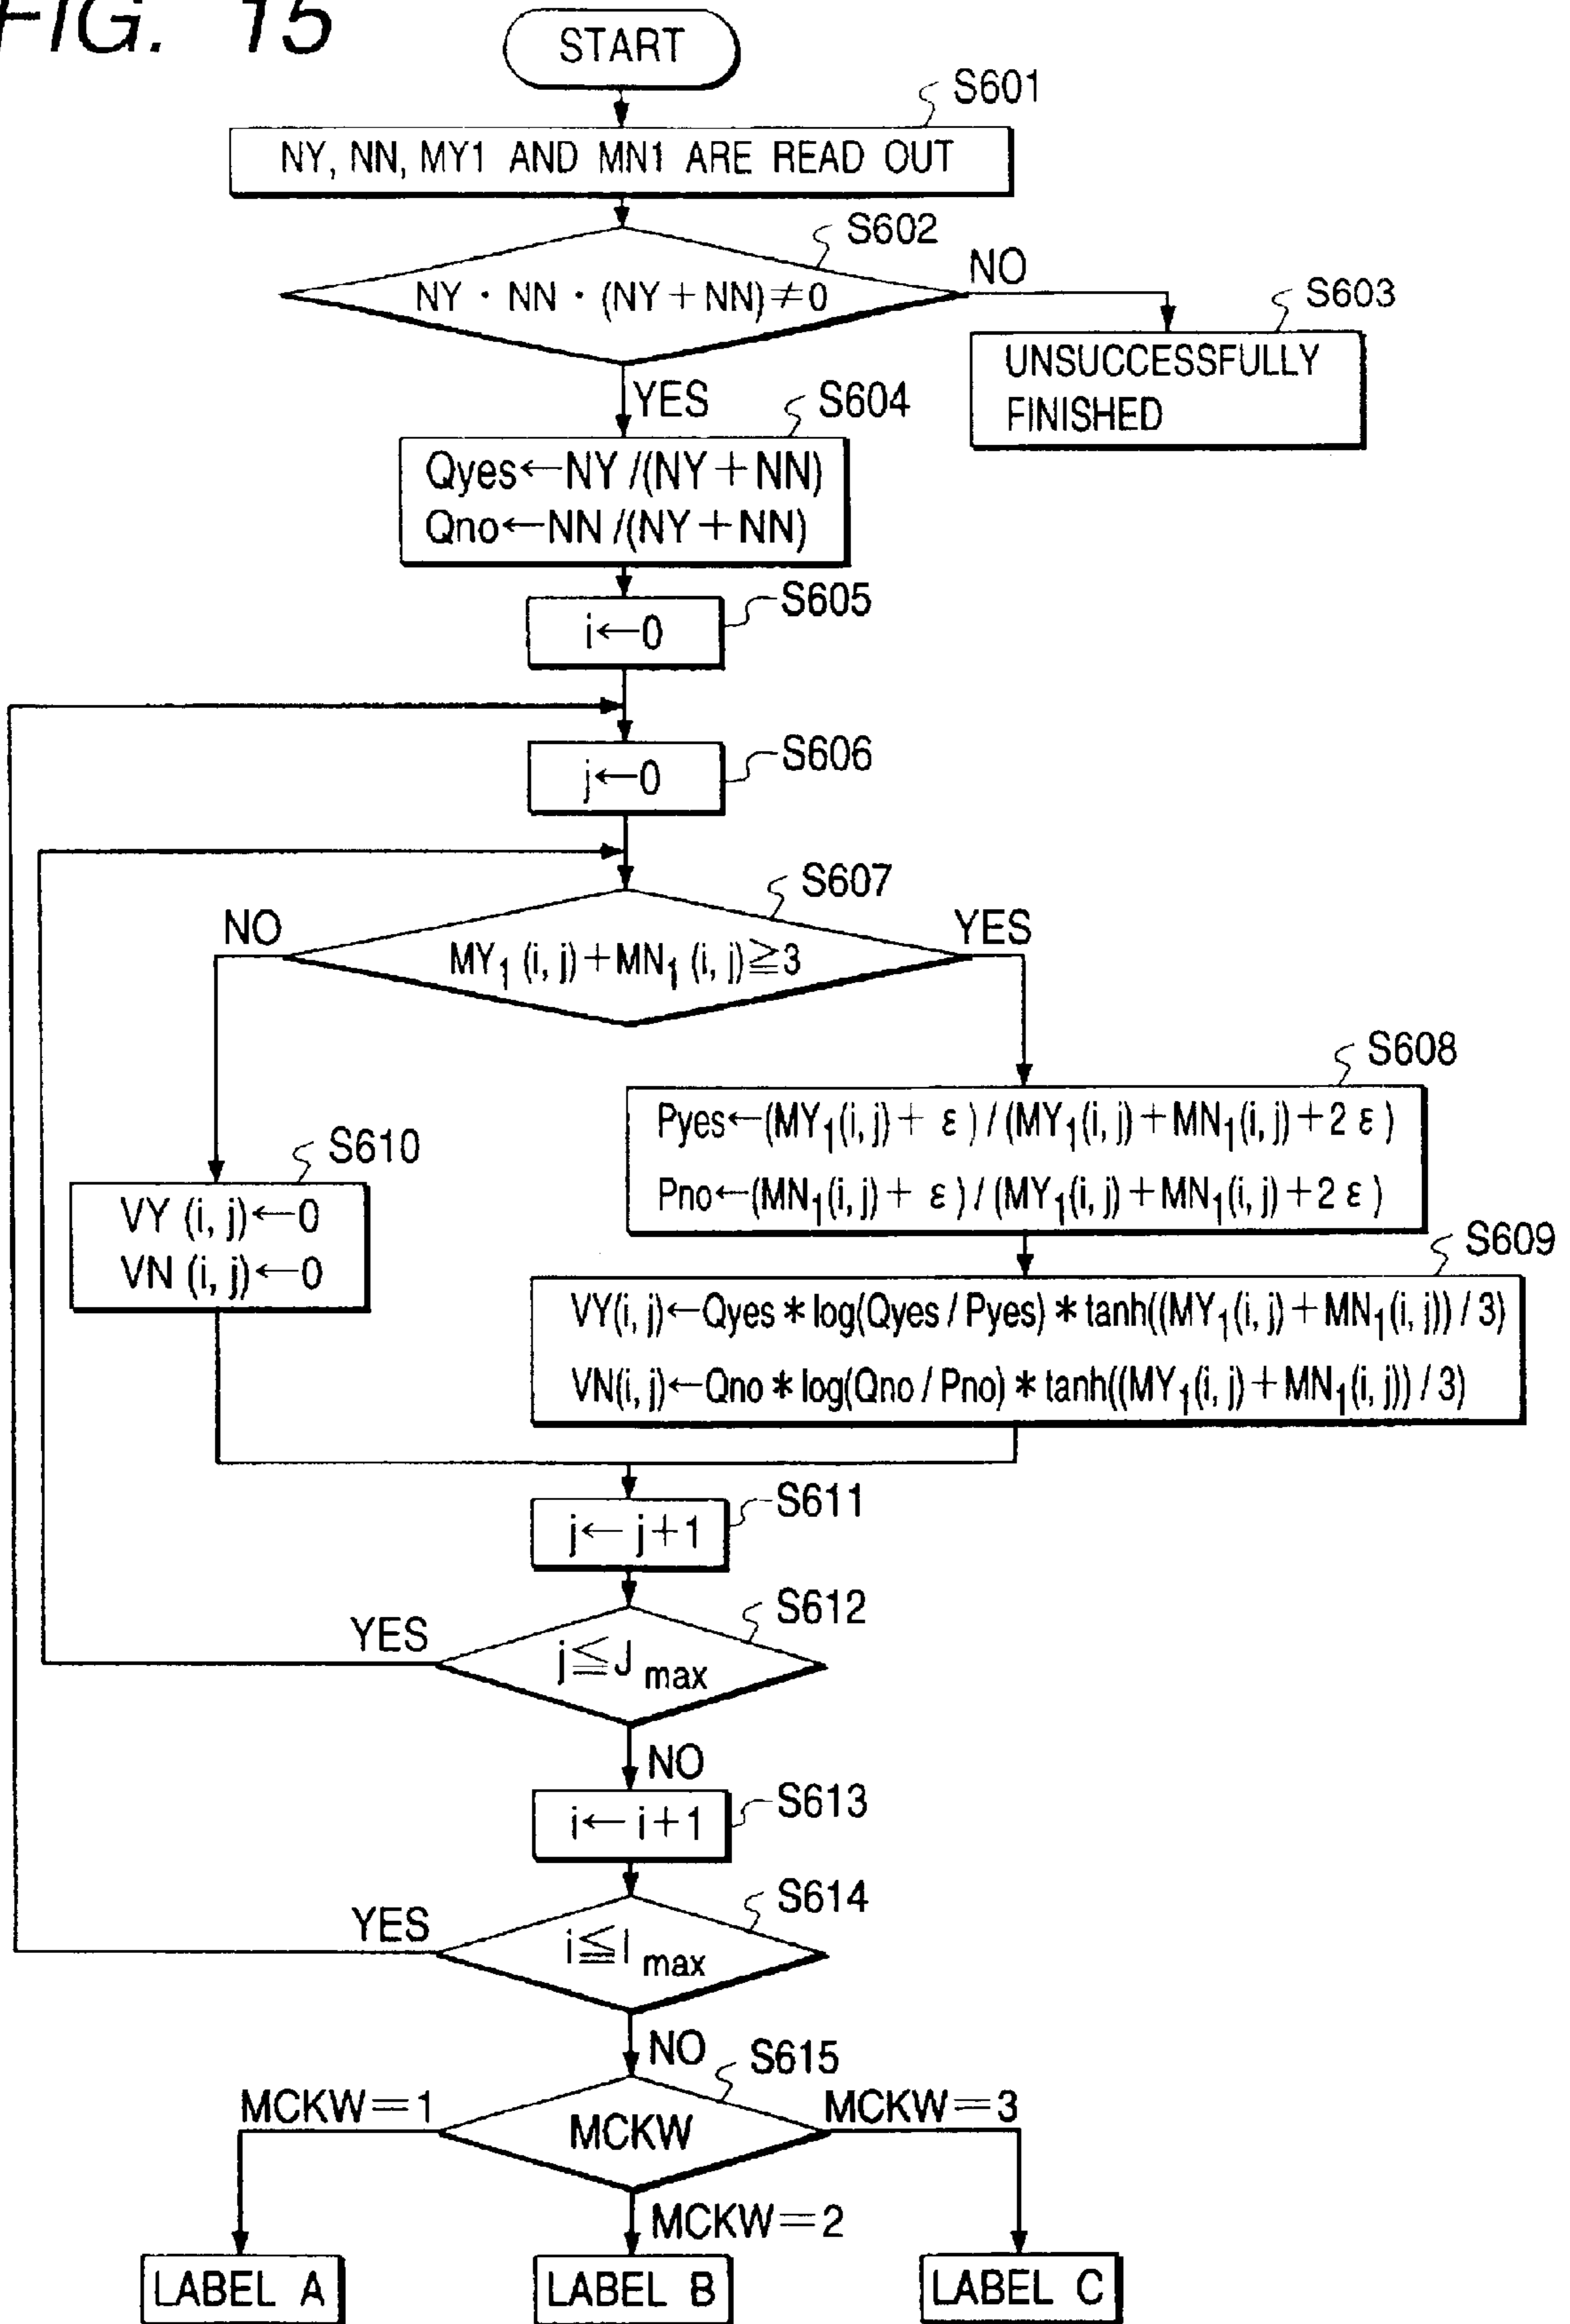 FIG. 15
START
S601
NY, NN, MY1 AND MN1 ARE READ OUT
S602
NY · NN · (NY+NN)≠0
NO
S603
UNSUCCESSFULLY
FINISHED
YES
S604
Qyes←NY /(NY+NN)
Qno←NN /(NY+NN)
S605
i←0
S606
j←0
S607
NO
MY₁ (i, j)+MN₁ (i, j)≧3
YES
S608
Pyes←(MY₁(i, j)+ ε ) / (MY₁(i, j)+MN₁(i, j)+2 ε )
Pno←(MN₁(i, j)+ ε ) / (MY₁(i, j)+MN₁(i, j)+2 ε )
S610
VY (i, j)←0
VN (i, j)←0
S609
VY(i, j)←Qyes * log(Qyes / Pyes) * tanh((MY₁(i, j)+MN₁(i, j)) / 3)
VN(i, j)←Qno * log(Qno / Pno) * tanh((MY₁(i, j)+MN₁(i, j)) / 3)
S611
j← j+1
S612
YES
j≦J max
NO
S613
i← i+1
S614
YES
i≦I max
NO
S615
MCKW=1
MCKW
MCKW=3
MCKW=2
LABEL A
LABEL B
LABEL C